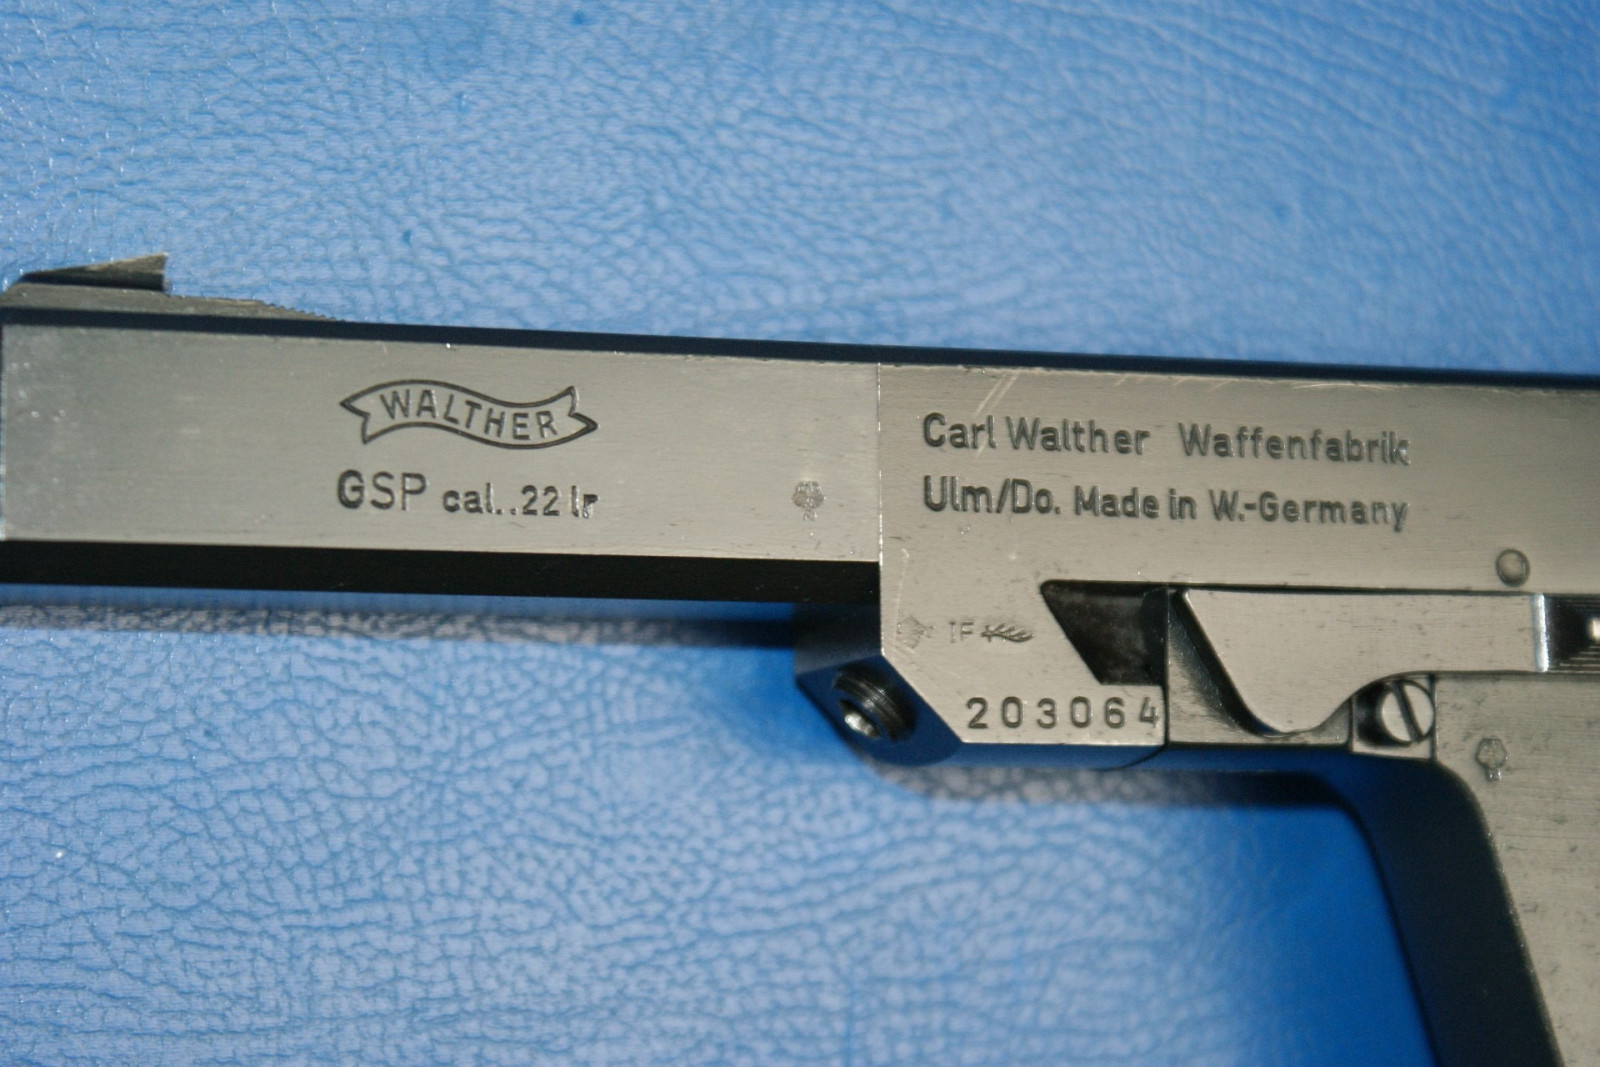 WALTHER
GSP cal..22 lr
Carl Walther Waffenfabrik
Ulm/Do. Made in W.-Germany
IF
203064